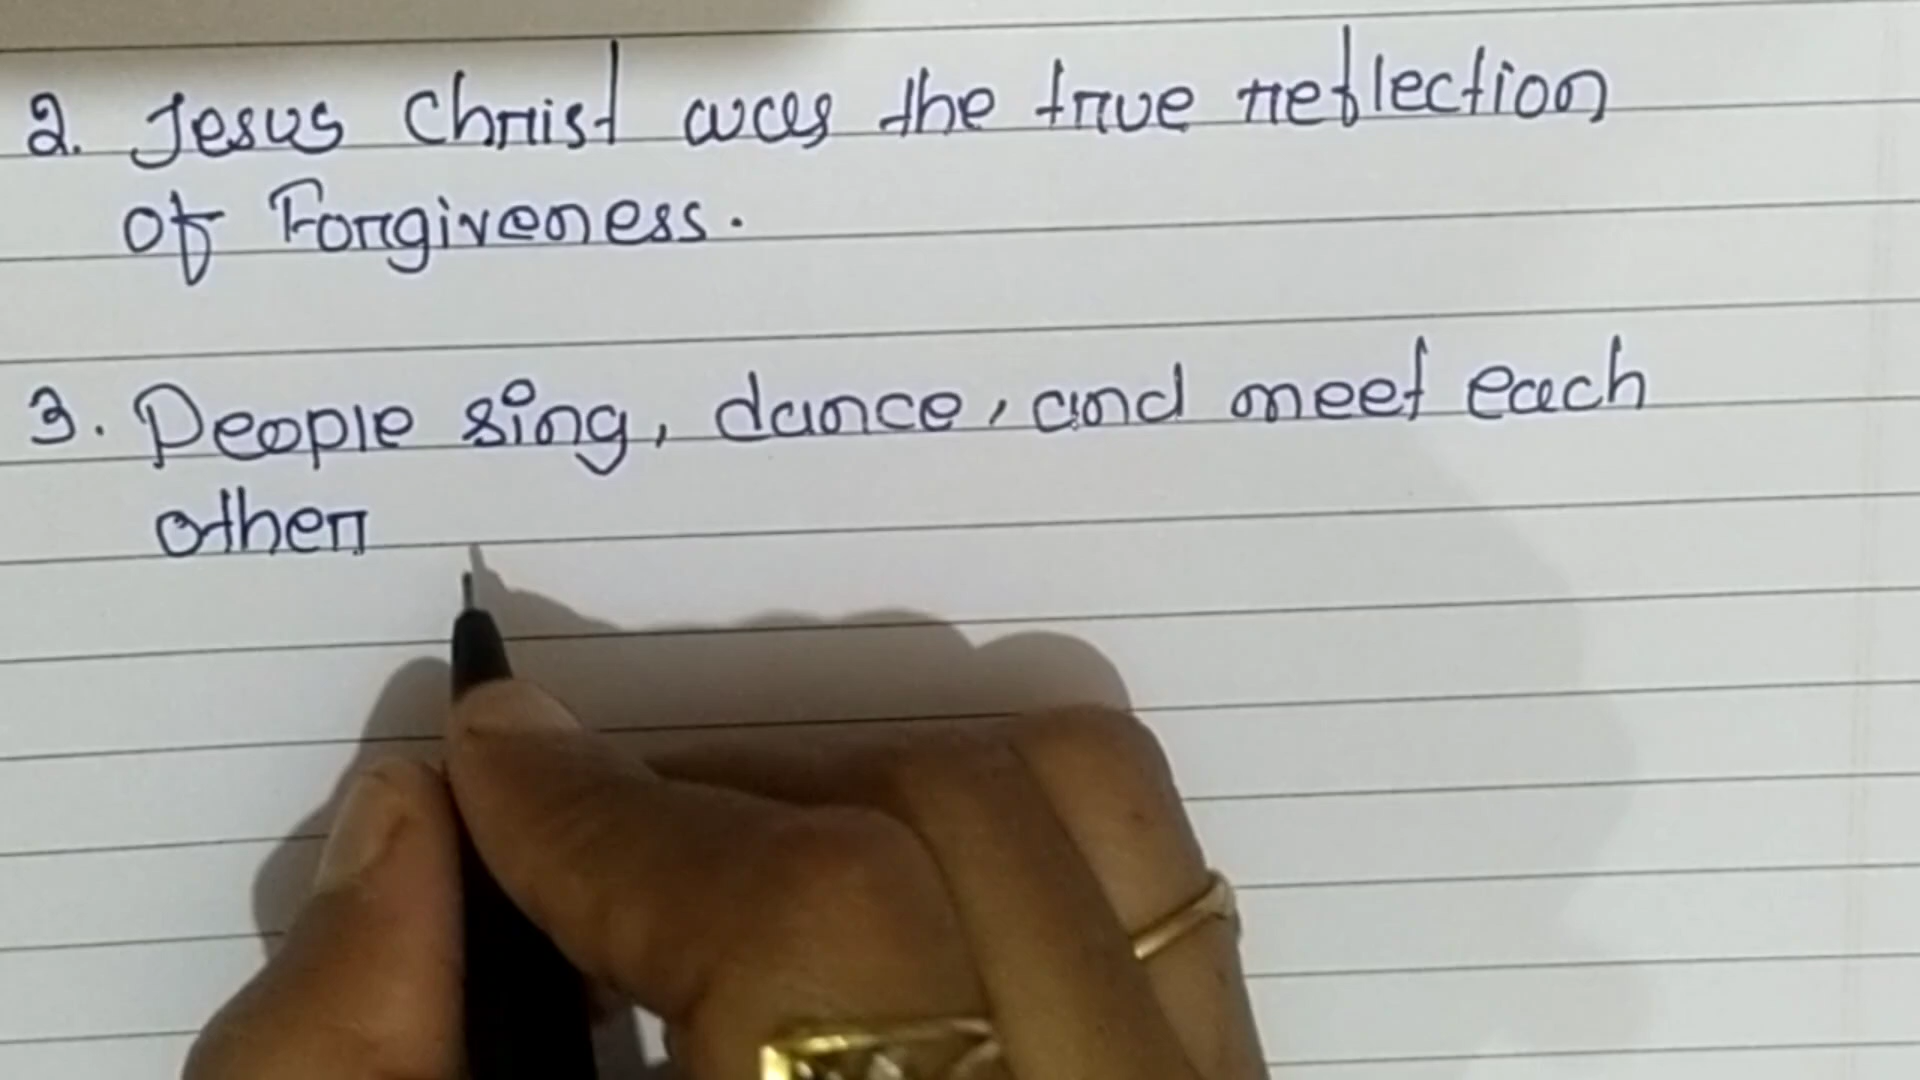 2. Jesus Christ was the true reflection
of Forgiveness.
3. People sing, dance, and meet each
other